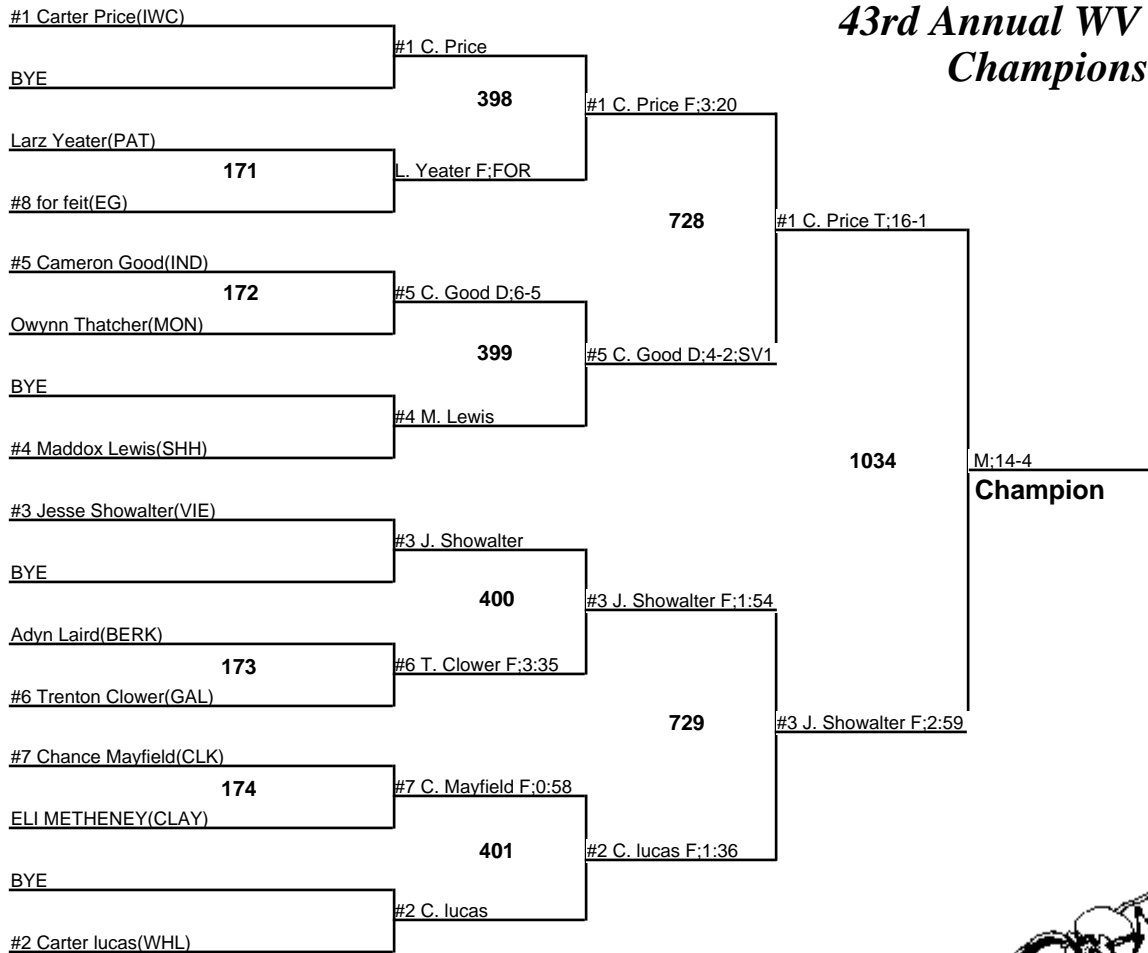 43rd Annual WV
Champions
#1 Carter Price(IWC)
BYE
Larz Yeater(PAT)
171
#8 for feit(EG)
#5 Cameron Good(IND)
172
Owynn Thatcher(MON)
BYE
#4 Maddox Lewis(SHH)
#3 Jesse Showalter(VIE)
BYE
Adyn Laird(BERK)
173
#6 Trenton Clower(GAL)
#7 Chance Mayfield(CLK)
174
ELI METHENEY(CLAY)
BYE
#2 Carter lucas(WHL)
#1 C. Price
398
L. Yeater F;FOR
#5 C. Good D;6-5
399
#4 M. Lewis
#3 J. Showalter
400
#6 T. Clower F;3:35
#7 C. Mayfield F;0:58
401
#2 C. lucas
#1 C. Price F;3:20
728
#5 C. Good D;4-2;SV1
#3 J. Showalter F;1:54
729
#2 C. lucas F;1:36
#1 C. Price T;16-1
1034
#3 J. Showalter F;2:59
M;14-4
Champion